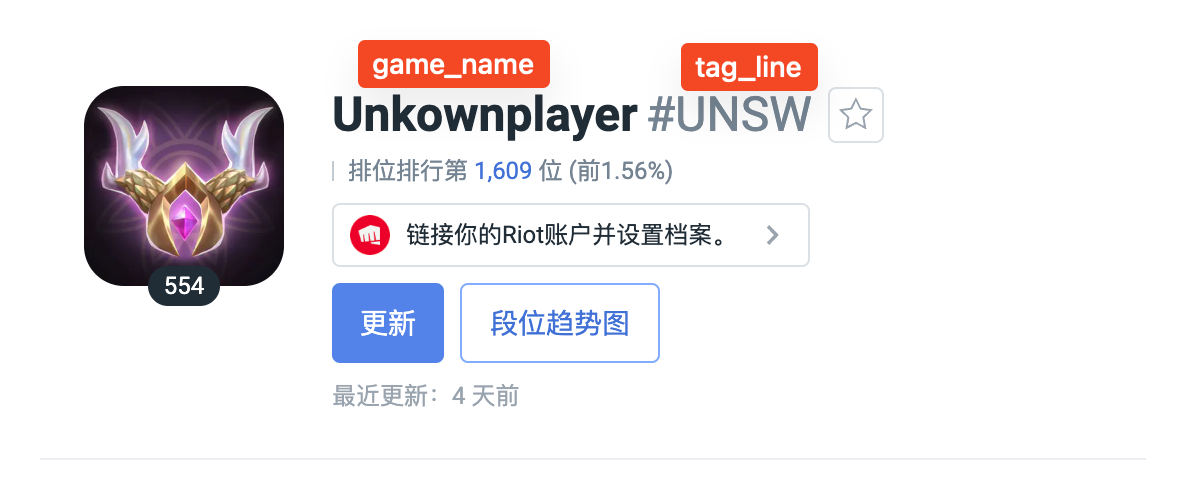 game_name
tag_line
Unkownplayer #UNSW
排位排行第 1,609 位 (前1.56%)
链接你的Riot账户并设置档案。
554
更新
段位趋势图
最近更新：4 天前